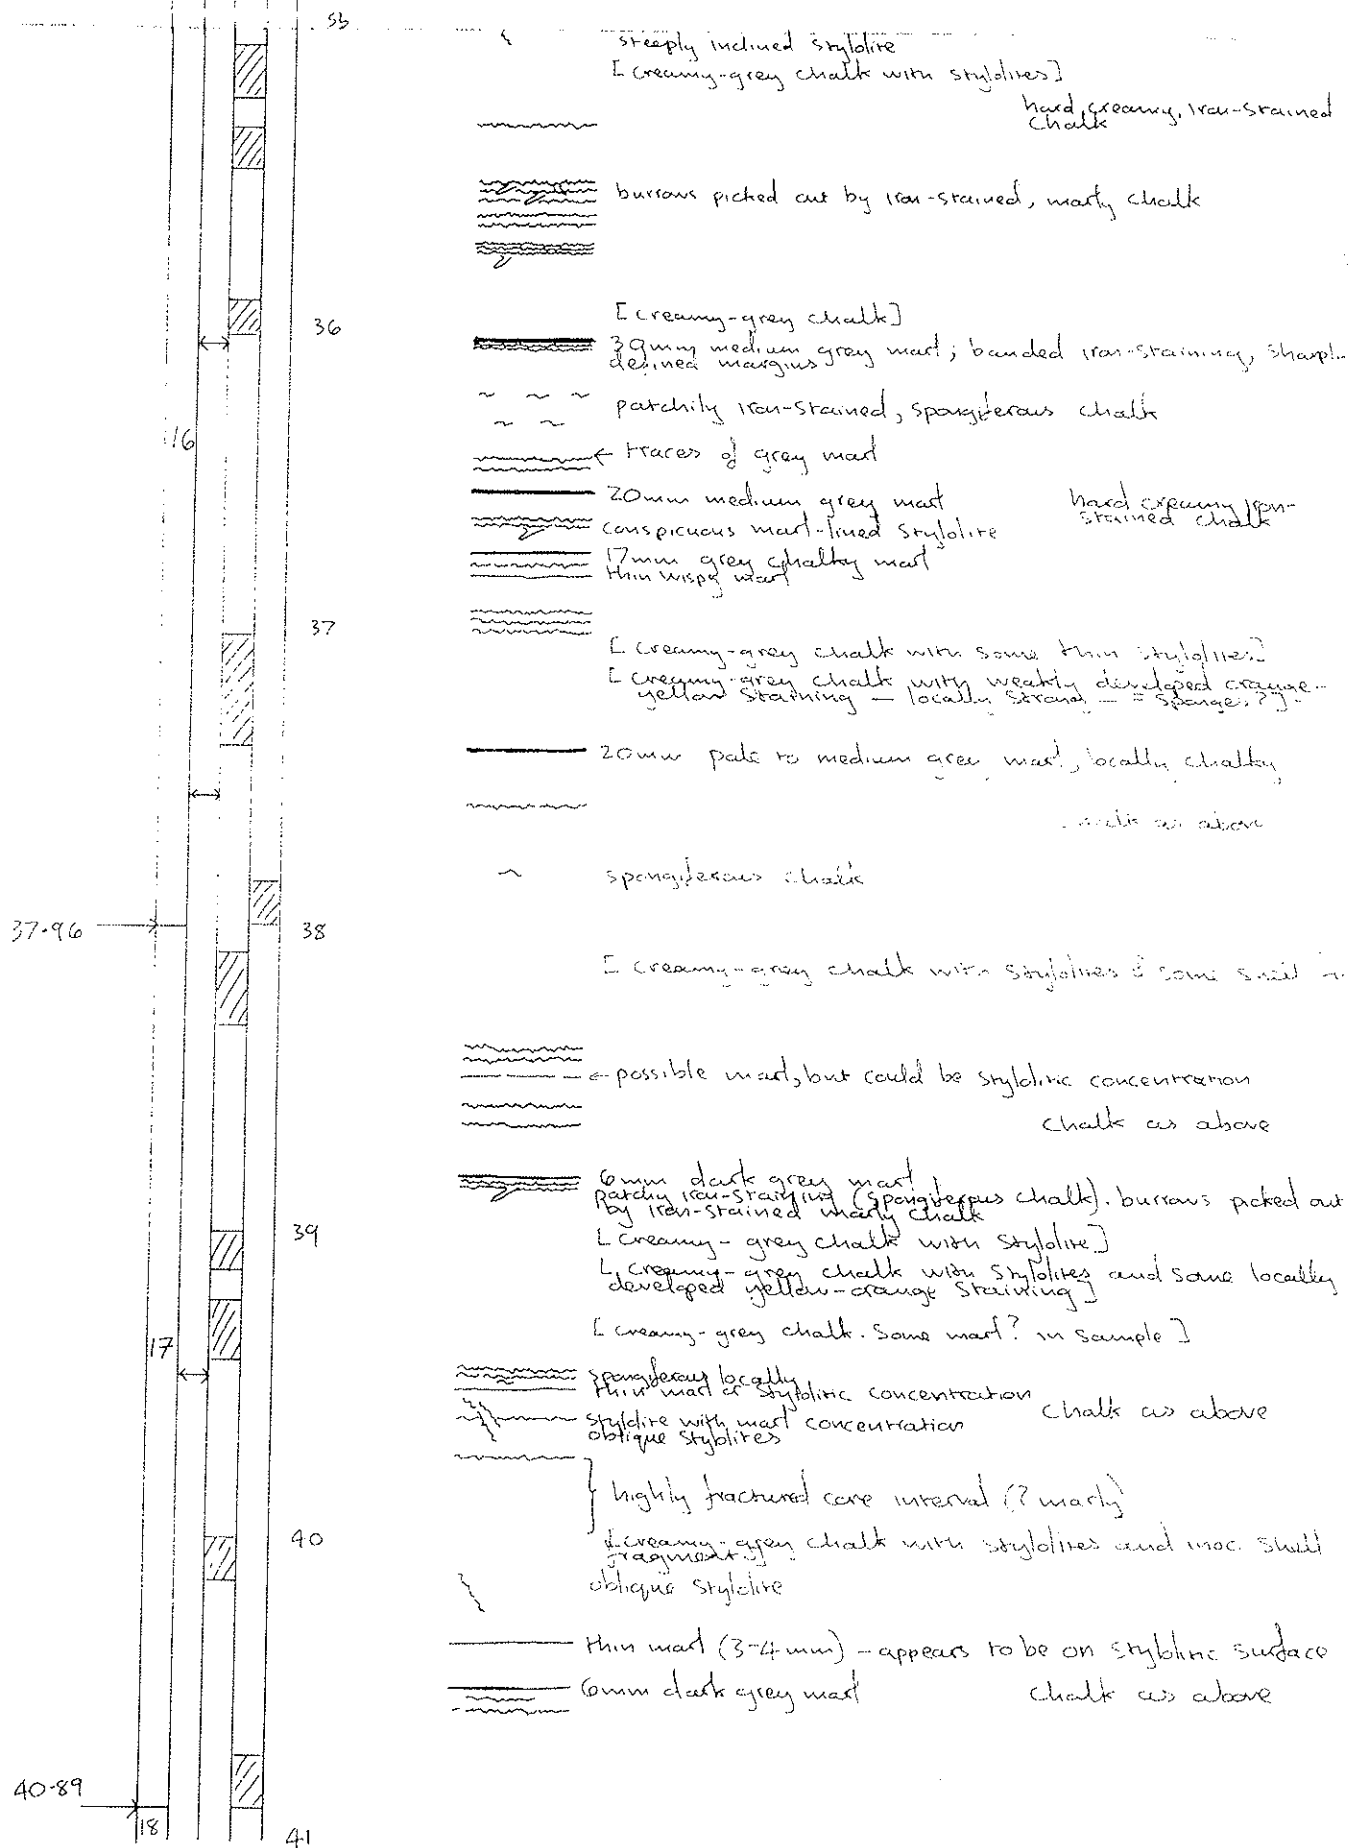 35
steeply inclined stylolite
[creamy-grey chalk with stylolites]
hard, creamy, iron-stained
chalk
burrows picked out by iron-stained, marly chalk
[creamy-grey chalk]
36
39mm medium grey marl; banded iron-staining, sharpl
defined margins
patchily iron-stained, spongiferous chalk
16
← traces of grey marl
20mm medium grey marl
hard creamy iron-
stained chalk
conspicuous marl-lined stylolite
17mm grey chalky marl
thin wispy marl
37
[creamy-grey chalk with some thin stylolites]
[creamy-grey chalk with weakly developed orange-
yellow staining – locally strong – = sponges?]
20mm pale to medium grey marl, locally chalky
as above
spongiferous chalk
37.96
38
[creamy-grey chalk with stylolites & some shell
← possible marl, but could be stylolitic concentration
chalk as above
6mm dark grey marl
patchy iron-staining (spongiferous chalk). burrows picked out
by iron-stained marly chalk
39
[creamy-grey chalk with stylolite]
[creamy-grey chalk with stylolites and some locally
developed yellow-orange staining]
[creamy-grey chalk. Some marl? in sample]
17
spongiferous locally
thin marl or stylolitic concentration
chalk as above
stylolite with marl concentration
oblique stylolites
highly fractured core interval (? marly)
40
[creamy-grey chalk with stylolites and inoc. shell
fragments]
oblique stylolite
thin marl (3-4mm) – appears to be on stylolitic surface
6mm dark grey marl
chalk as above
40.89
18
41